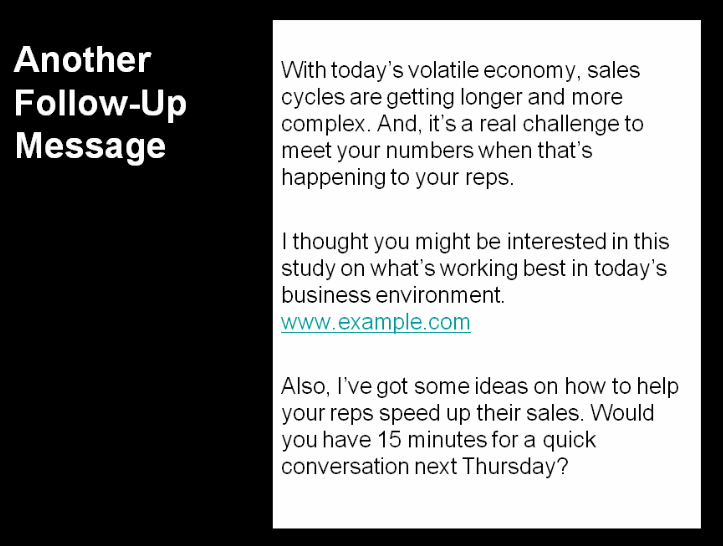 Another
Follow-Up
Message
With today's volatile economy, sales
cycles are getting longer and more
complex. And, it's a real challenge to
meet your numbers when that's
happening to your reps.
I thought you might be interested in this
study on what's working best in today's
business environment.
www.example.com
Also, I've got some ideas on how to help
your reps speed up their sales. Would
you have 15 minutes for a quick
conversation next Thursday?